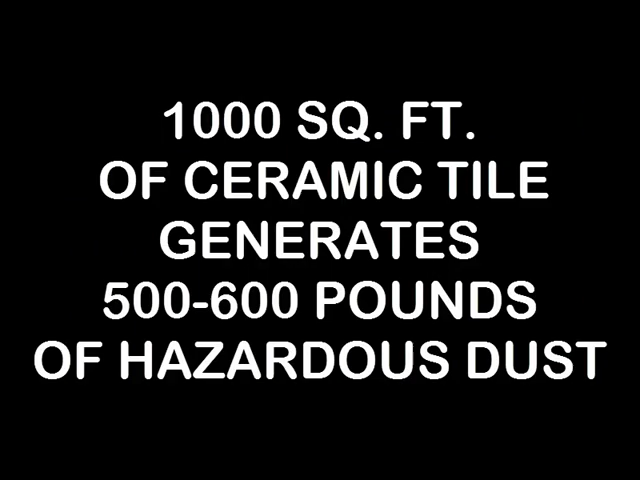 1000 SQ. FT.
OF CERAMIC TILE
GENERATES
500-600 POUNDS
OF HAZARDOUS DUST